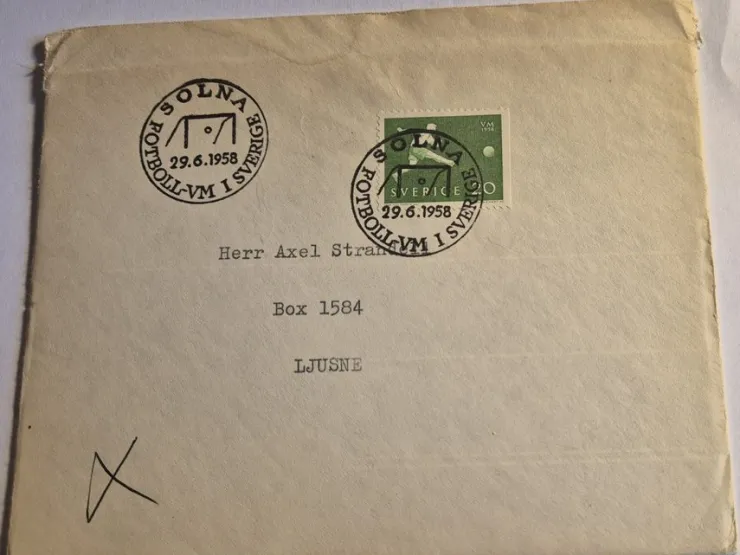 SOLNA
29.6.1958
FOTBOLL-VM I SVERIGE
VM
1958
SVERIGE 20
SOLNA
29.6.1958
FOTBOLL-VM I SVERIGE
Herr Axel
Box 1584
LJUSNE